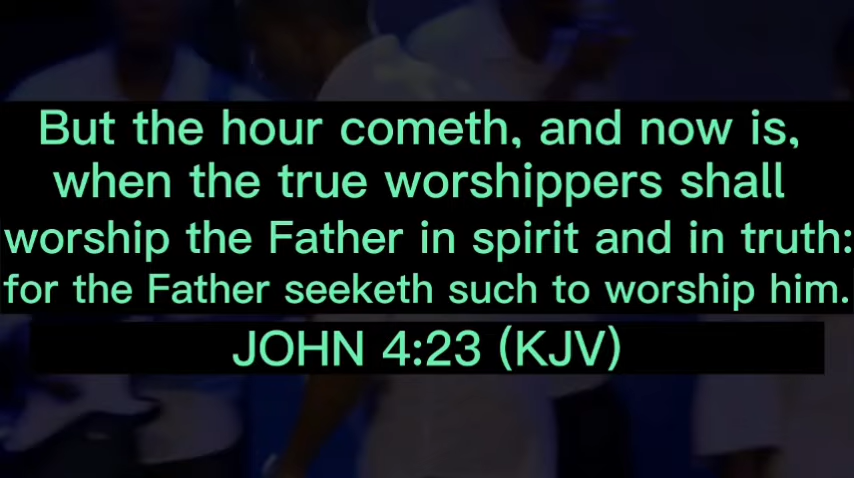 But the hour cometh, and now is,
when the true worshippers shall
worship the Father in spirit and in truth:
for the Father seeketh such to worship him.
JOHN 4:23 (KJV)